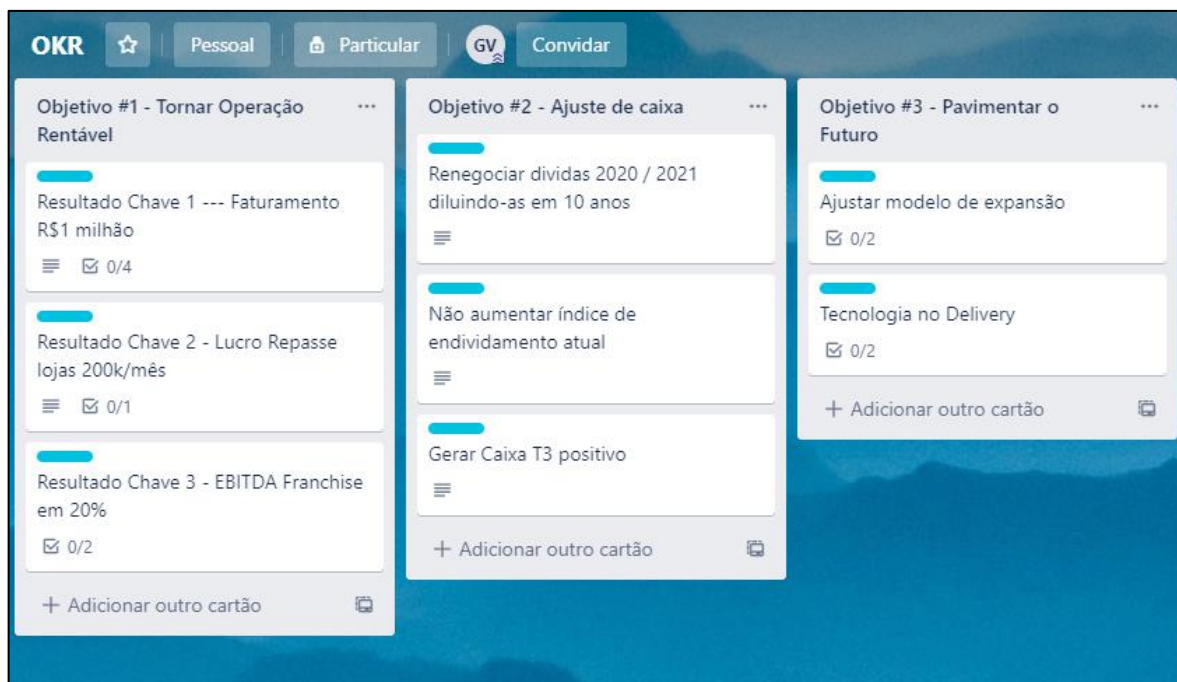 OKR
Pessoal
Particular
GV
Convidar
Objetivo #1 - Tornar Operação
Rentável
Resultado Chave 1 --- Faturamento
R$1 milhão
0/4
Resultado Chave 2 - Lucro Repasse
lojas 200k/mês
0/1
Resultado Chave 3 - EBITDA Franchise
em 20%
0/2
+ Adicionar outro cartão
Objetivo #2 - Ajuste de caixa
Renegociar dividas 2020 / 2021
diluindo-as em 10 anos
Não aumentar índice de
endividamento atual
Gerar Caixa T3 positivo
+ Adicionar outro cartão
Objetivo #3 - Pavimentar o
Futuro
Ajustar modelo de expansão
0/2
Tecnologia no Delivery
0/2
+ Adicionar outro cartão